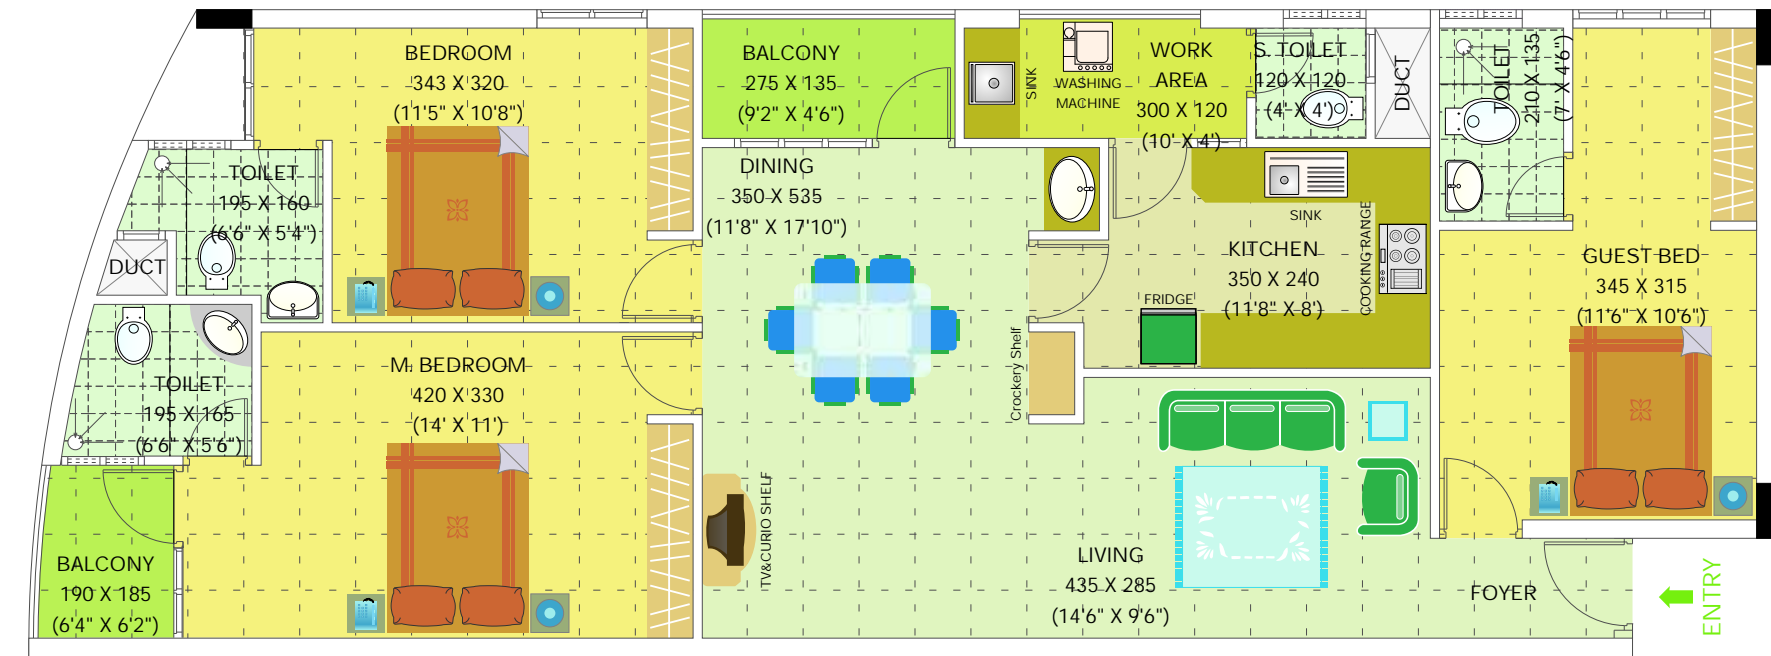 BEDROOM
343 X 320
(11'5" X 10'8")
BALCONY
275 X 135
(9'2" X 4'6")
SINK
WASHING
MACHINE
WORK
AREA
300 X 120
(10' X 4')
S. TOILET
120 X 120
(4' X 4')
DUCT
TOILET
210 X 135
(7' X 4'6")
TOILET
195 X 160
(6'6" X 5'4")
DUCT
DINING
350 X 535
(11'8" X 17'10")
SINK
COOKING RANGE
KITCHEN
350 X 240
(11'8" X 8')
FRIDGE
GUEST BED
345 X 315
(11'6" X 10'6")
Crockery Shelf
TOILET
195 X 165
(6'6" X 5'6")
M. BEDROOM
420 X 330
(14' X 11')
TV&CURIO SHELF
BALCONY
190 X 185
(6'4" X 6'2")
LIVING
435 X 285
(14'6" X 9'6")
FOYER
ENTRY